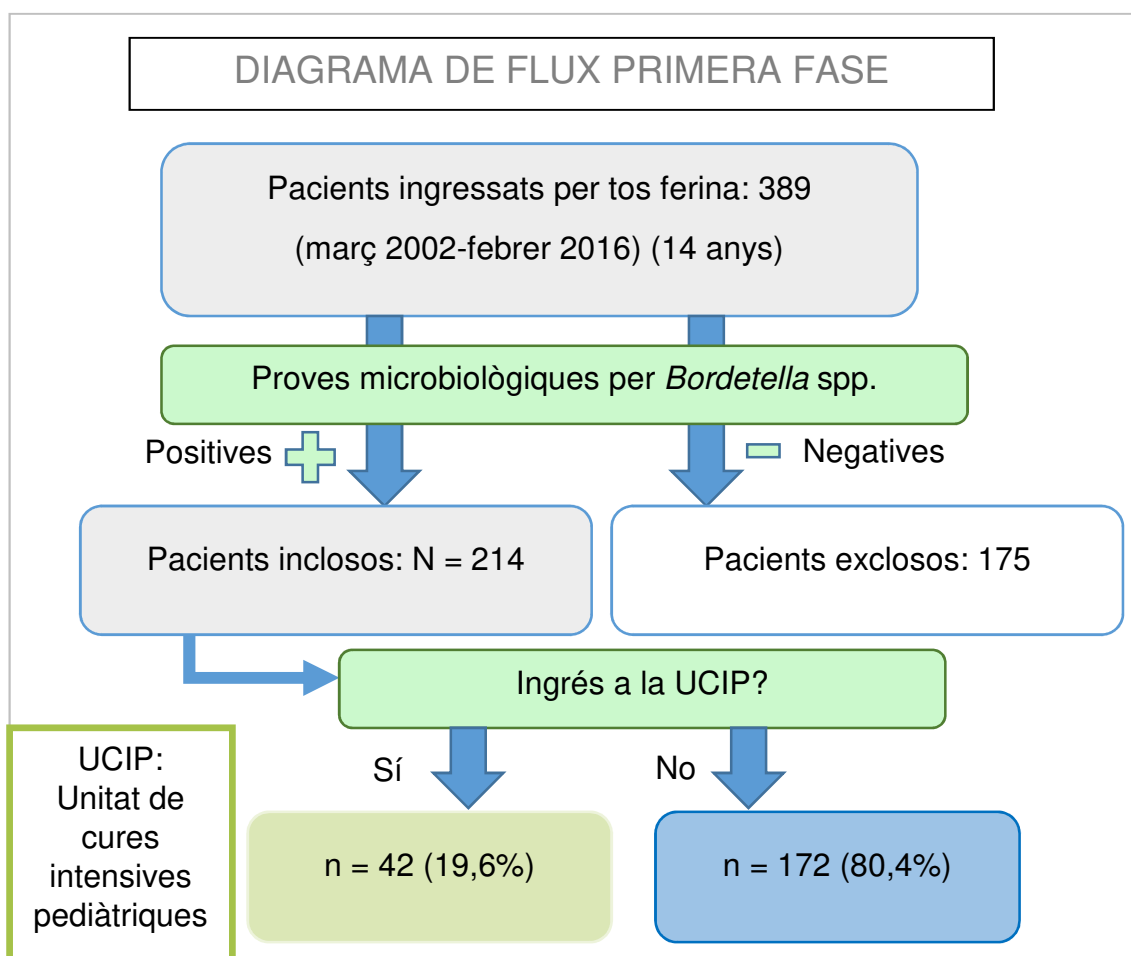 DIAGRAMA DE FLUX PRIMERA FASE
Pacients ingressats per tos ferina: 389
(març 2002-febrer 2016) (14 anys)
Proves microbiològiques per Bordetella spp.
Positives
Negatives
Pacients inclosos: N = 214
Pacients exclosos: 175
Ingrés a la UCIP?
UCIP:
Unitat de
cures
intensives
pediàtriques
Sí
No
n = 42 (19,6%)
n = 172 (80,4%)